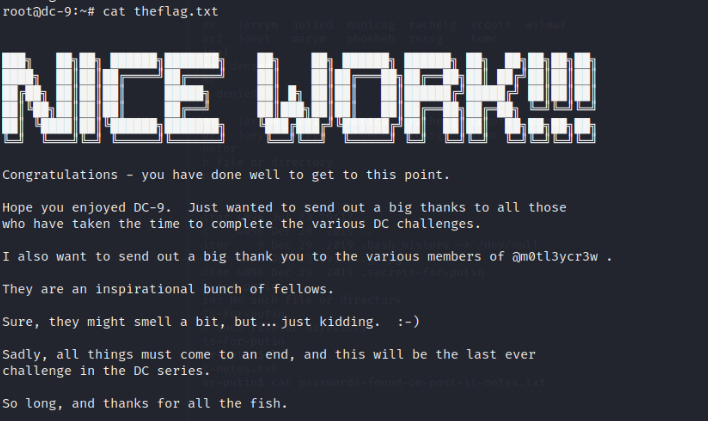 root@dc-9:~# cat theflag.txt
NICE WORK!!!
Congratulations - you have done well to get to this point.
Hope you enjoyed DC-9.  Just wanted to send out a big thanks to all those
who have taken the time to complete the various DC challenges.
I also want to send out a big thank you to the various members of @m0tl3ycr3w .
They are an inspirational bunch of fellows.
Sure, they might smell a bit, but...just kidding.  :-)
Sadly, all things must come to an end, and this will be the last ever
challenge in the DC series.
So long, and thanks for all the fish.